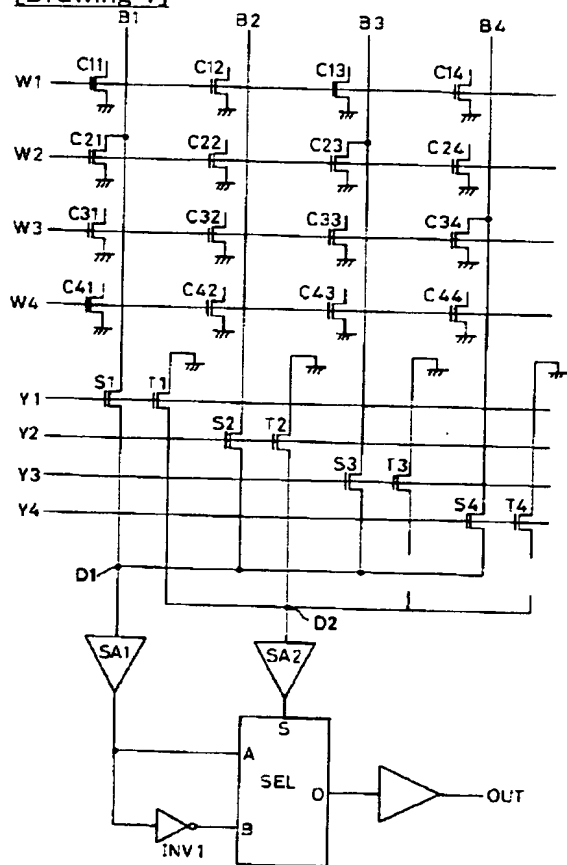 [Drawing 1]
B1 B2 B3 B4
W1 C11 C12 C13 C14
W2 C21 C22 C23 C24
W3 C31 C32 C33 C34
W4 C41 C42 C43 C44
Y1 S1 T1
Y2 S2 T2
Y3 S3 T3
Y4 S4 T4
D1
D2
SA1 SA2
S
A
SEL
O OUT
B
INV1